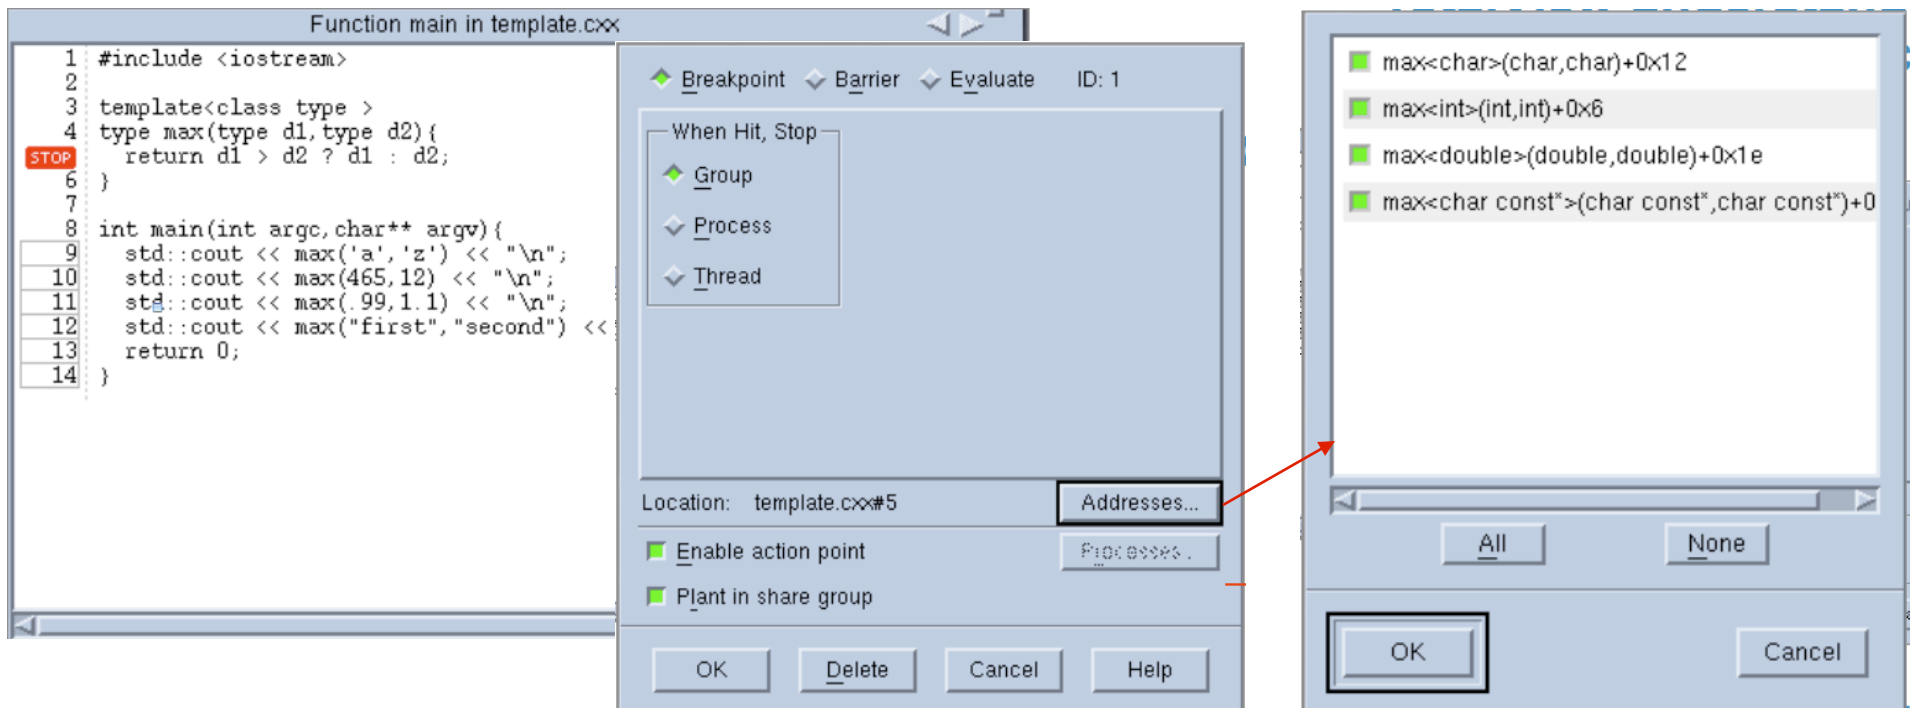 Function main in template.cxx
1 #include <iostream>
2
3 template<class type >
4 type max(type d1,type d2){
STOP return d1 > d2 ? d1 : d2;
6 }
7
8 int main(int argc,char** argv){
9 std::cout << max('a','z') << "\n";
10 std::cout << max(465,12) << "\n";
11 std::cout << max(.99,1.1) << "\n";
12 std::cout << max("first","second") <<
13 return 0;
14 }
Breakpoint Barrier Evaluate ID: 1
When Hit, Stop
Group
Process
Thread
Location: template.cxx#5 Addresses...
Enable action point Processes...
Plant in share group
OK Delete Cancel Help
max<char>(char,char)+0x12
max<int>(int,int)+0x6
max<double>(double,double)+0x1e
max<char const*>(char const*,char const*)+0
All None
OK Cancel